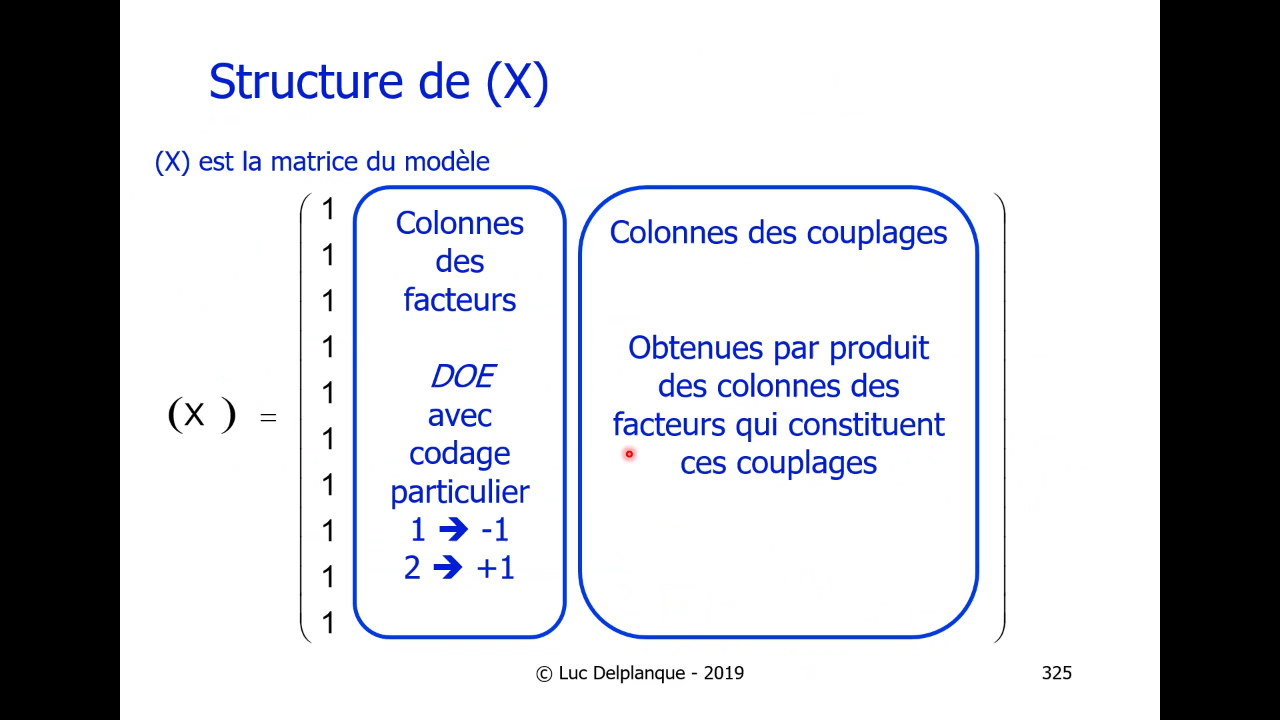 Structure de (X)
(X) est la matrice du modèle
(X ) =
1
1
1
1
1
1
1
1
1
1
Colonnes
des
facteurs
DOE
avec
codage
particulier
1 ➔ -1
2 ➔ +1
Colonnes des couplages
Obtenues par produit
des colonnes des
facteurs qui constituent
ces couplages
© Luc Delplanque - 2019
325